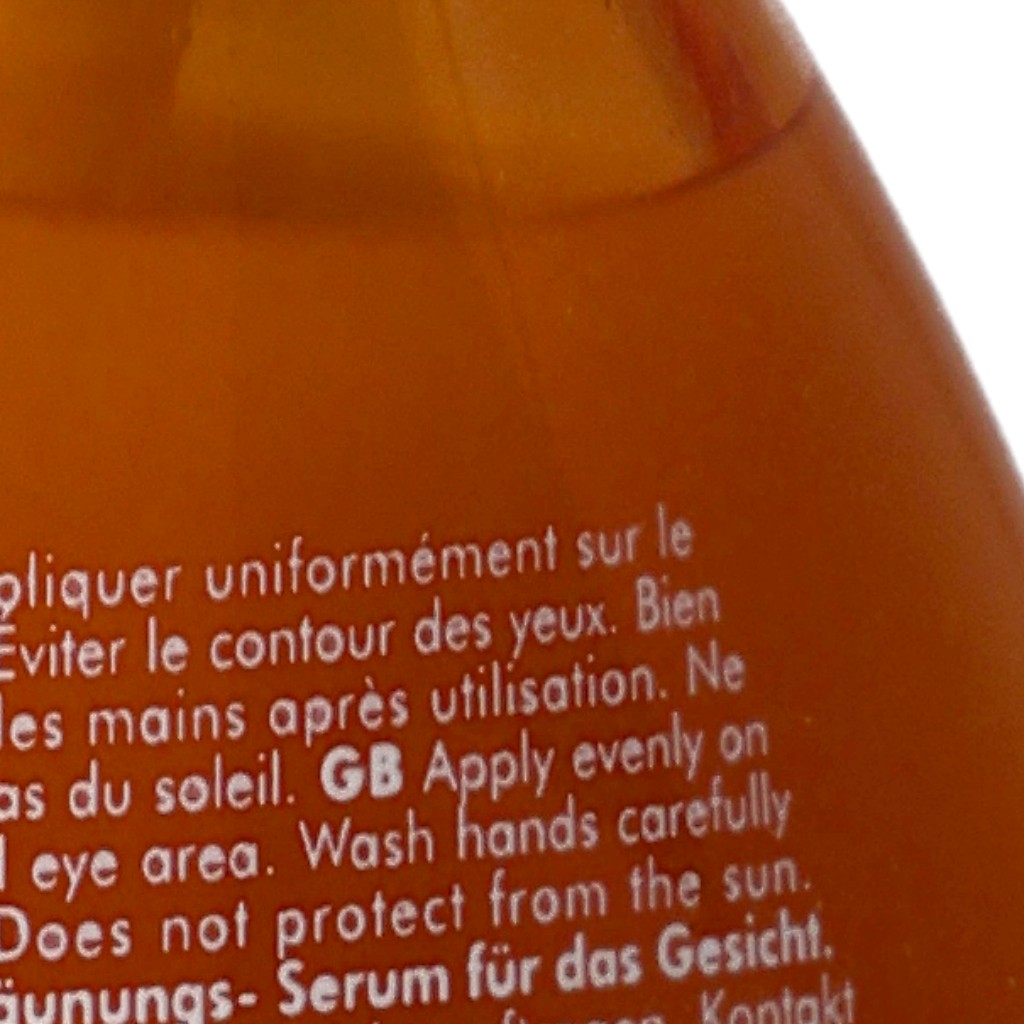 pliquer uniformément sur le
Éviter le contour des yeux. Bien
les mains après utilisation. Ne
as du soleil. GB Apply evenly on
d eye area. Wash hands carefully
Does not protect from the sun.
äunungs- Serum für das Gesicht.
Kontakt